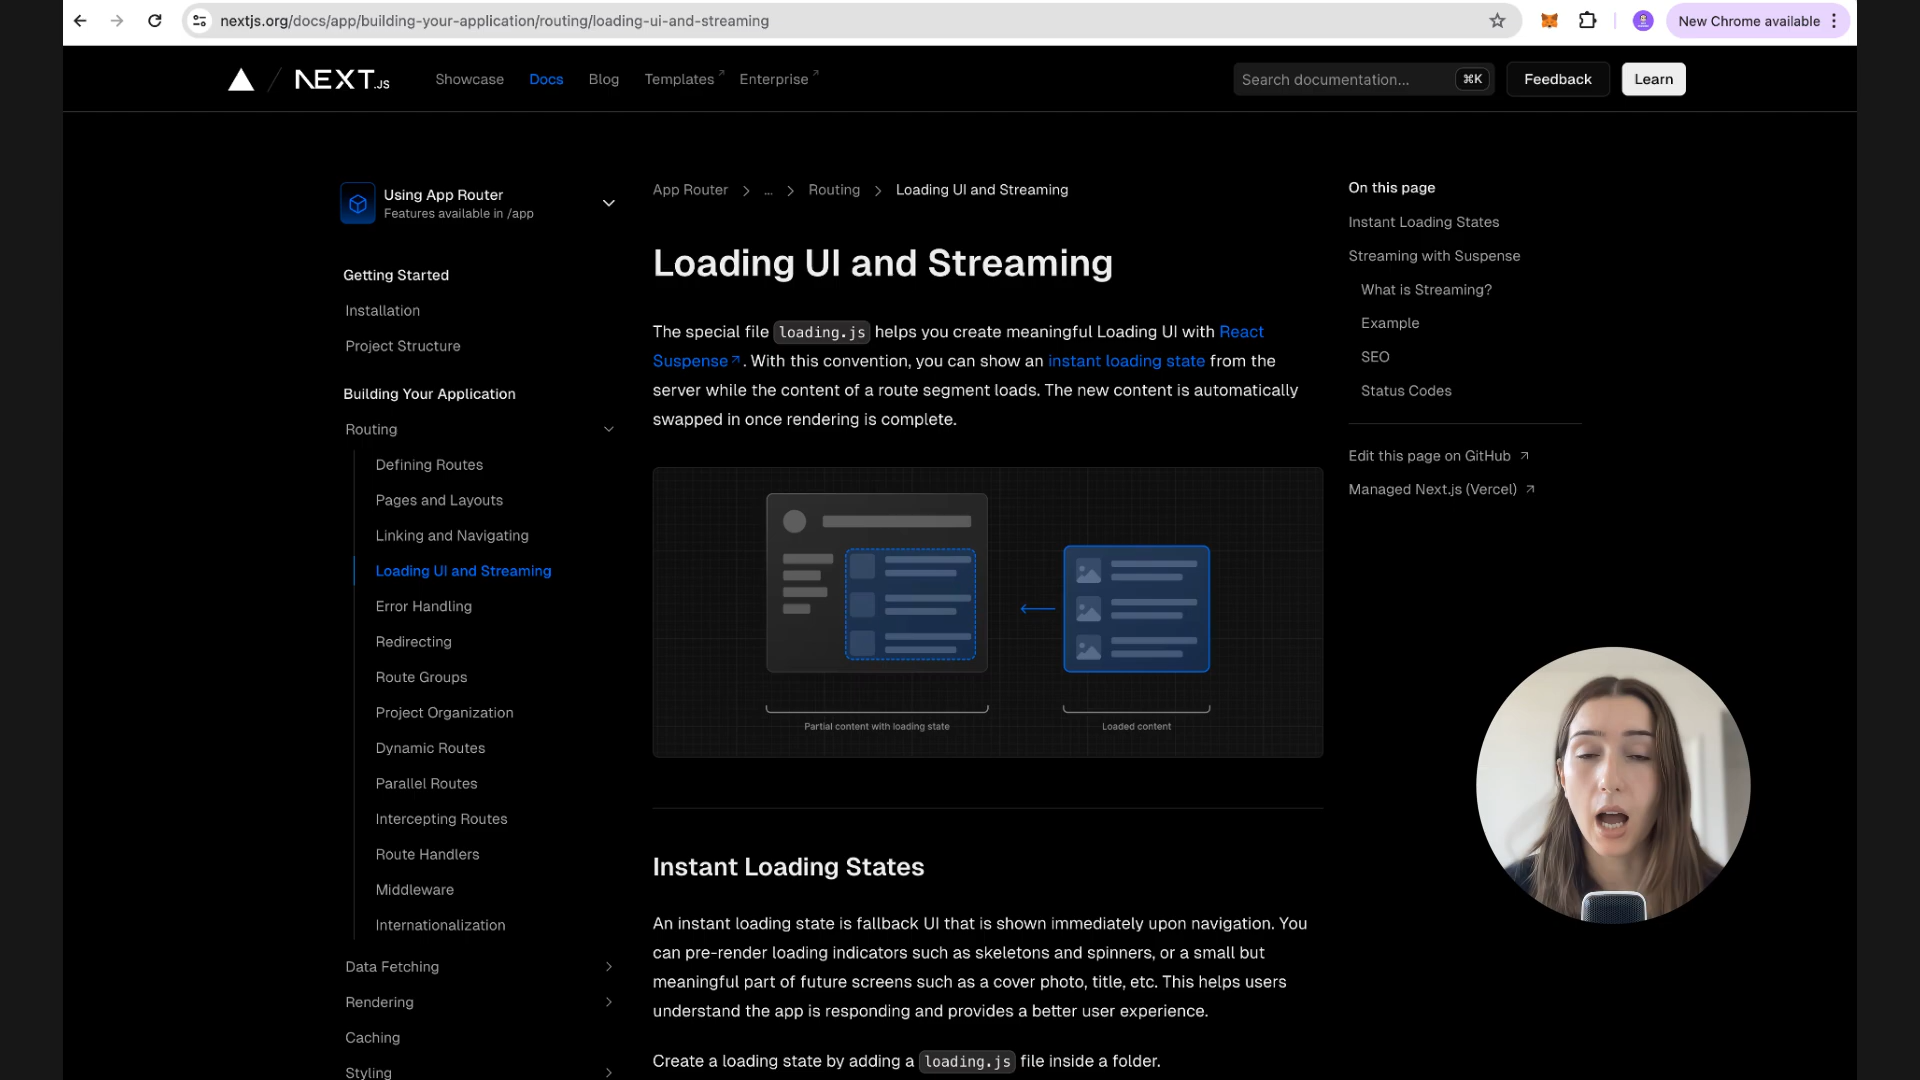 nextjs.org/docs/app/building-your-application/routing/loading-ui-and-streaming
New Chrome available
NEXT.JS
Showcase
Docs
Blog
Templates
Enterprise
Search documentation...
⌘K
Feedback
Learn
Using App Router
Features available in /app
Getting Started
Installation
Project Structure
Building Your Application
Routing
Defining Routes
Pages and Layouts
Linking and Navigating
Loading UI and Streaming
Error Handling
Redirecting
Route Groups
Project Organization
Dynamic Routes
Parallel Routes
Intercepting Routes
Route Handlers
Middleware
Internationalization
Data Fetching
Rendering
Caching
Styling
App Router > ... > Routing > Loading UI and Streaming
Loading UI and Streaming
The special file loading.js helps you create meaningful Loading UI with React
Suspense. With this convention, you can show an instant loading state from the
server while the content of a route segment loads. The new content is automatically
swapped in once rendering is complete.
Partial content with loading state
Loaded content
Instant Loading States
An instant loading state is fallback UI that is shown immediately upon navigation. You
can pre-render loading indicators such as skeletons and spinners, or a small but
meaningful part of future screens such as a cover photo, title, etc. This helps users
understand the app is responding and provides a better user experience.
Create a loading state by adding a loading.js file inside a folder.
On this page
Instant Loading States
Streaming with Suspense
What is Streaming?
Example
SEO
Status Codes
Edit this page on GitHub
Managed Next.js (Vercel)